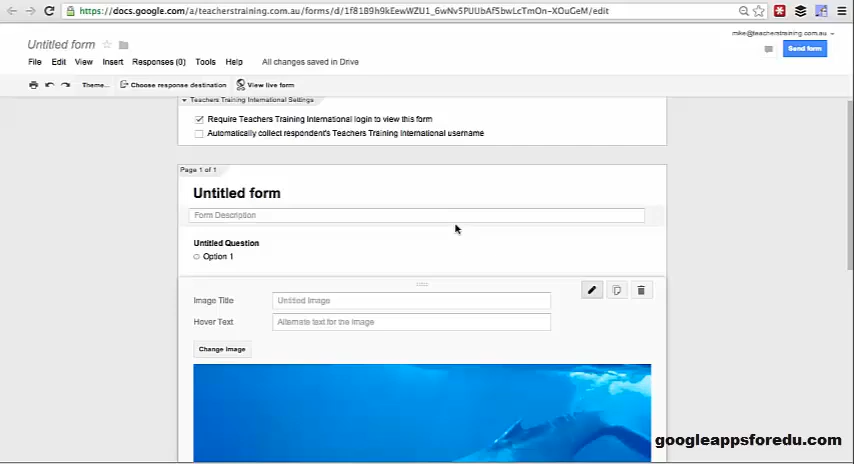 https://docs.google.com/a/teacherstraining.com.au/forms/d/1f81B9h9kEewWZU1_6wNv5PUUbAf5bwLcTmOn-XOuGeM/edit
mike@teacherstraining.com.au
Untitled form
Send form
File Edit View Insert Responses (0) Tools Help All changes saved in Drive
Theme... Choose response destination View live form
Teachers Training International Settings
Require Teachers Training International login to view this form
Automatically collect respondent's Teachers Training International username
Page 1 of 1
Untitled form
Form Description
Untitled Question
Option 1
Image Title Untitled Image
Hover Text Alternate text for the image
Change image
googleappsforedu.com